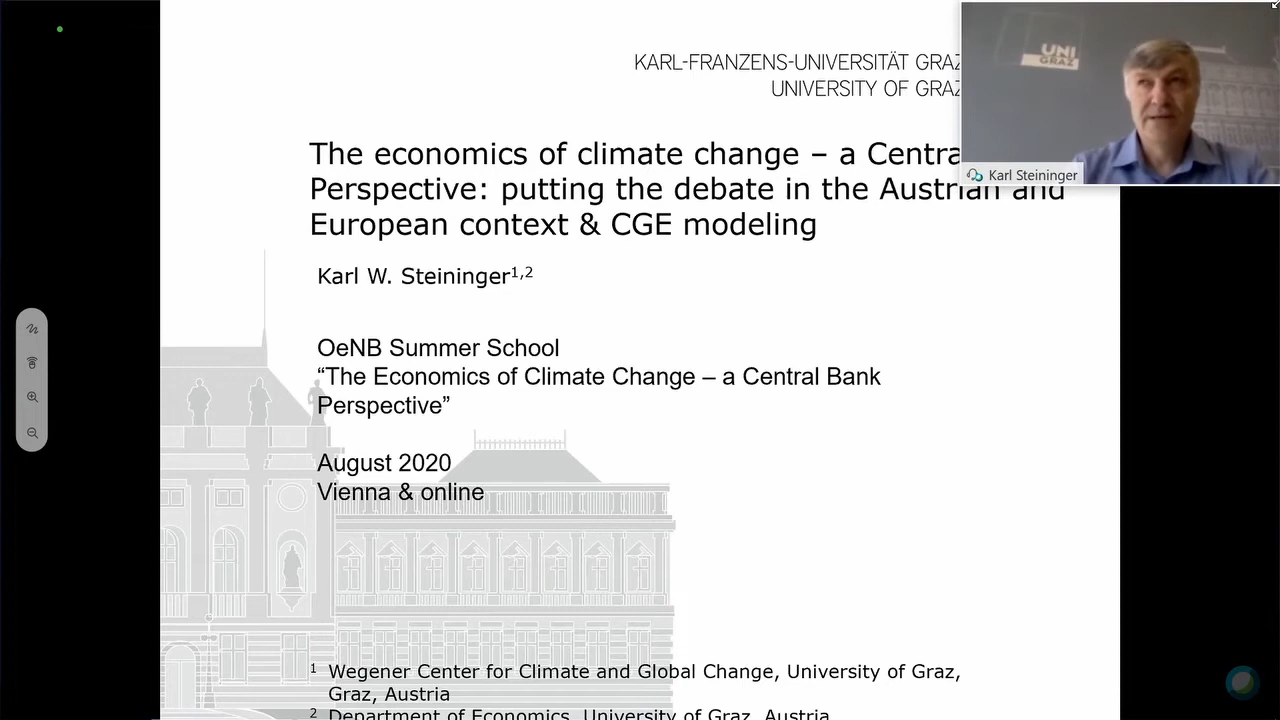 KARL-FRANZENS-UNIVERSITÄT GRAZ
UNIVERSITY OF GRAZ
UNI
GRAZ
Karl Steininger
The economics of climate change – a Centra
Perspective: putting the debate in the Austrian and
European context & CGE modeling
Karl W. Steininger1,2
OeNB Summer School
“The Economics of Climate Change – a Central Bank
Perspective”
August 2020
Vienna & online
1 Wegener Center for Climate and Global Change, University of Graz,
Graz, Austria
2 Department of Economics, University of Graz, Austria